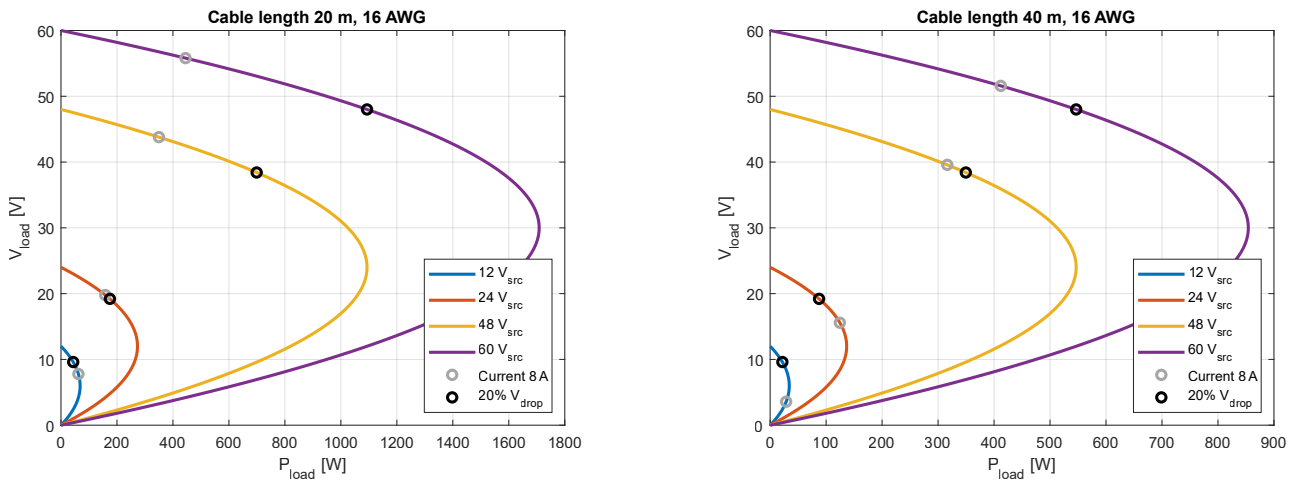 Cable length 20 m, 16 AWG
60
50
40
30
20
10
0
V_load [V]
0 200 400 600 800 1000 1200 1400 1600 1800
P_load [W]
12 V_src
24 V_src
48 V_src
60 V_src
Current 8 A
20% V_drop
Cable length 40 m, 16 AWG
60
50
40
30
20
10
0
V_load [V]
0 100 200 300 400 500 600 700 800 900
P_load [W]
12 V_src
24 V_src
48 V_src
60 V_src
Current 8 A
20% V_drop